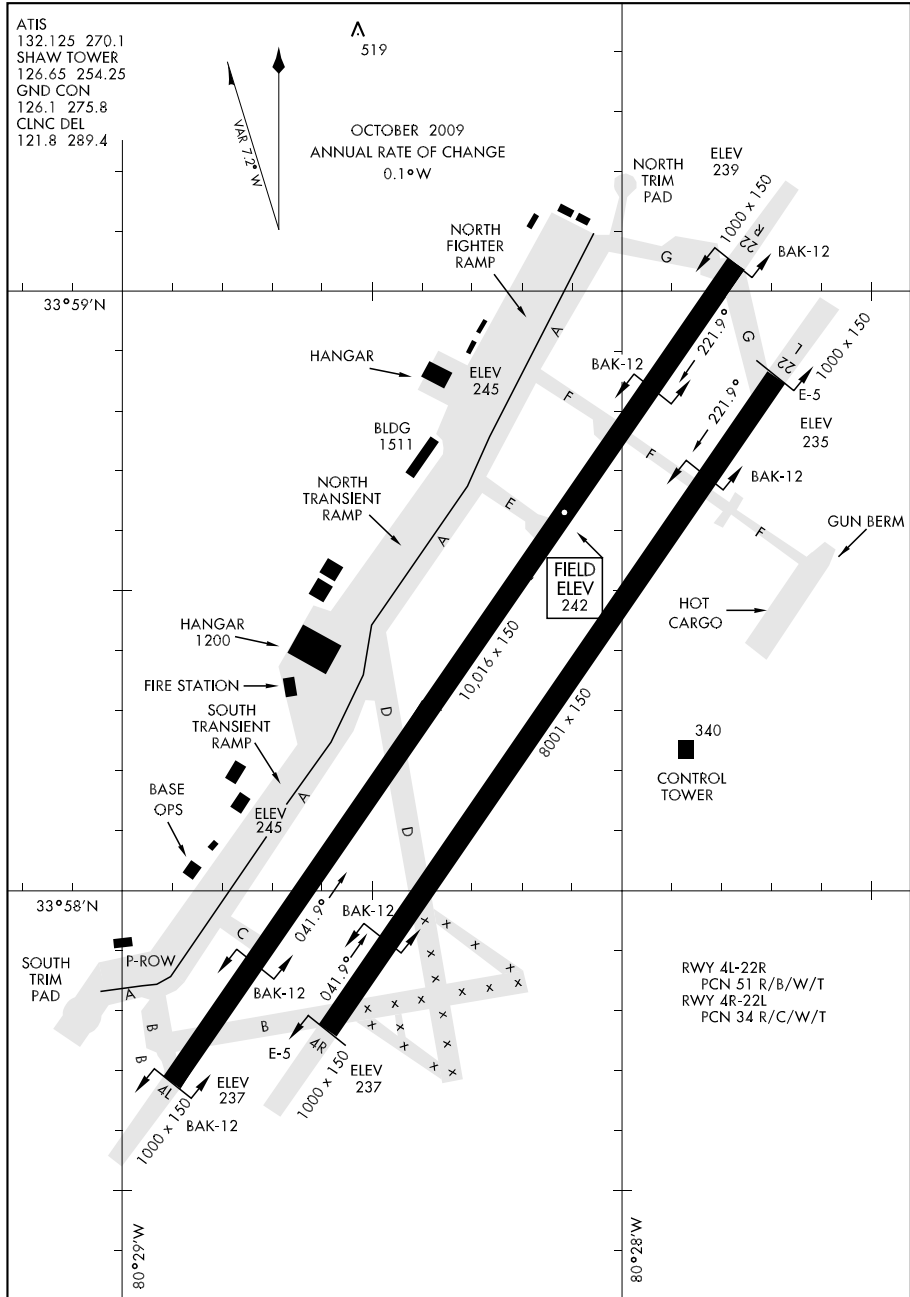 ATIS
132.125 270.1
SHAW TOWER
126.65 254.25
GND CON
126.1 275.8
CLNC DEL
121.8 289.4
VAR 7.2° W
519
OCTOBER 2009
ANNUAL RATE OF CHANGE
0.1° W
NORTH
TRIM
PAD
ELEV
239
1000 x 150
22 R
BAK-12
G
NORTH
FIGHTER
RAMP
A
33°59'N
221.9°
G
22 L
1000 x 150
E-5
ELEV
235
HANGAR
ELEV
245
BAK-12
F
221.9°
BLDG
1511
F
BAK-12
NORTH
TRANSIENT
RAMP
E
A
F
GUN BERM
FIELD
ELEV
242
HOT
CARGO
HANGAR
1200
10,016 x 150
8001 x 150
FIRE STATION
D
SOUTH
TRANSIENT
RAMP
340
CONTROL
TOWER
BASE
OPS
A
ELEV
245
D
33°58'N
041.9°
BAK-12
C
041.9°
SOUTH
TRIM
PAD
P-ROW
A
BAK-12
B
B
B
E-5
4R
1000 x 150
ELEV
237
4L
1000 x 150
ELEV
237
BAK-12
RWY 4L-22R
PCN 51 R/B/W/T
RWY 4R-22L
PCN 34 R/C/W/T
80°29'W
80°28'W